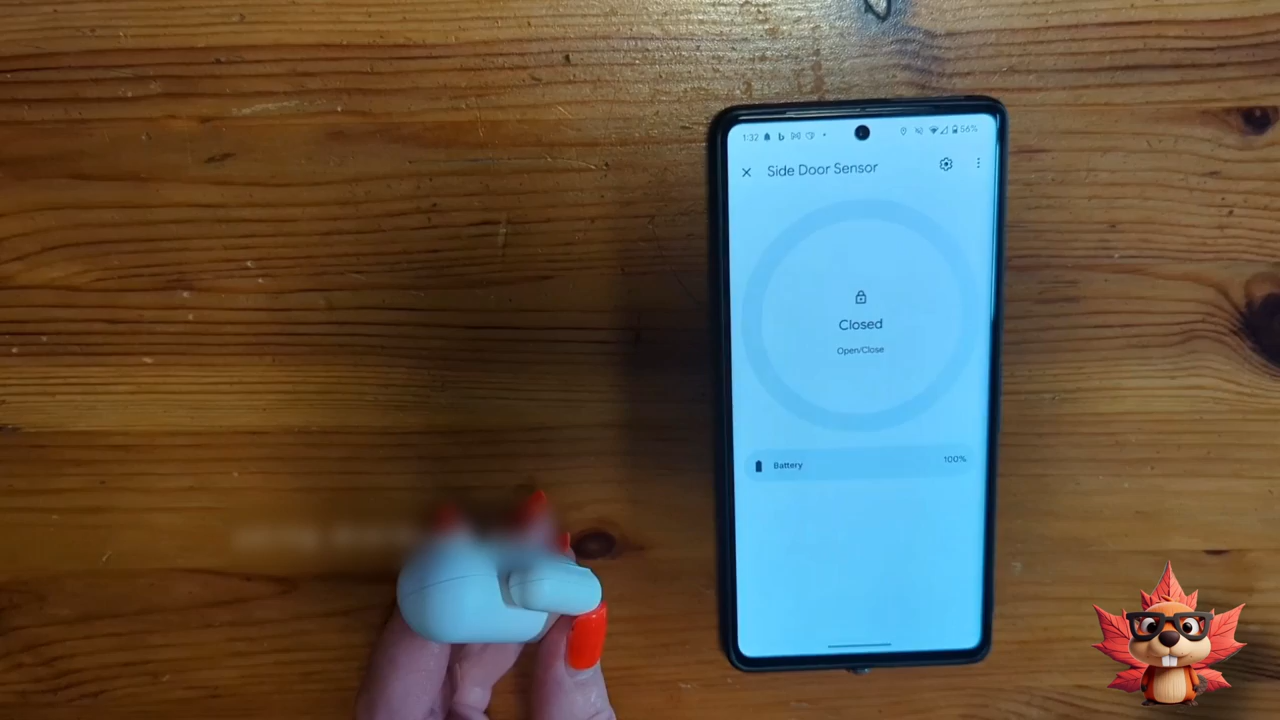 1:32 56%
Side Door Sensor
Closed
Open/Close
Battery 100%